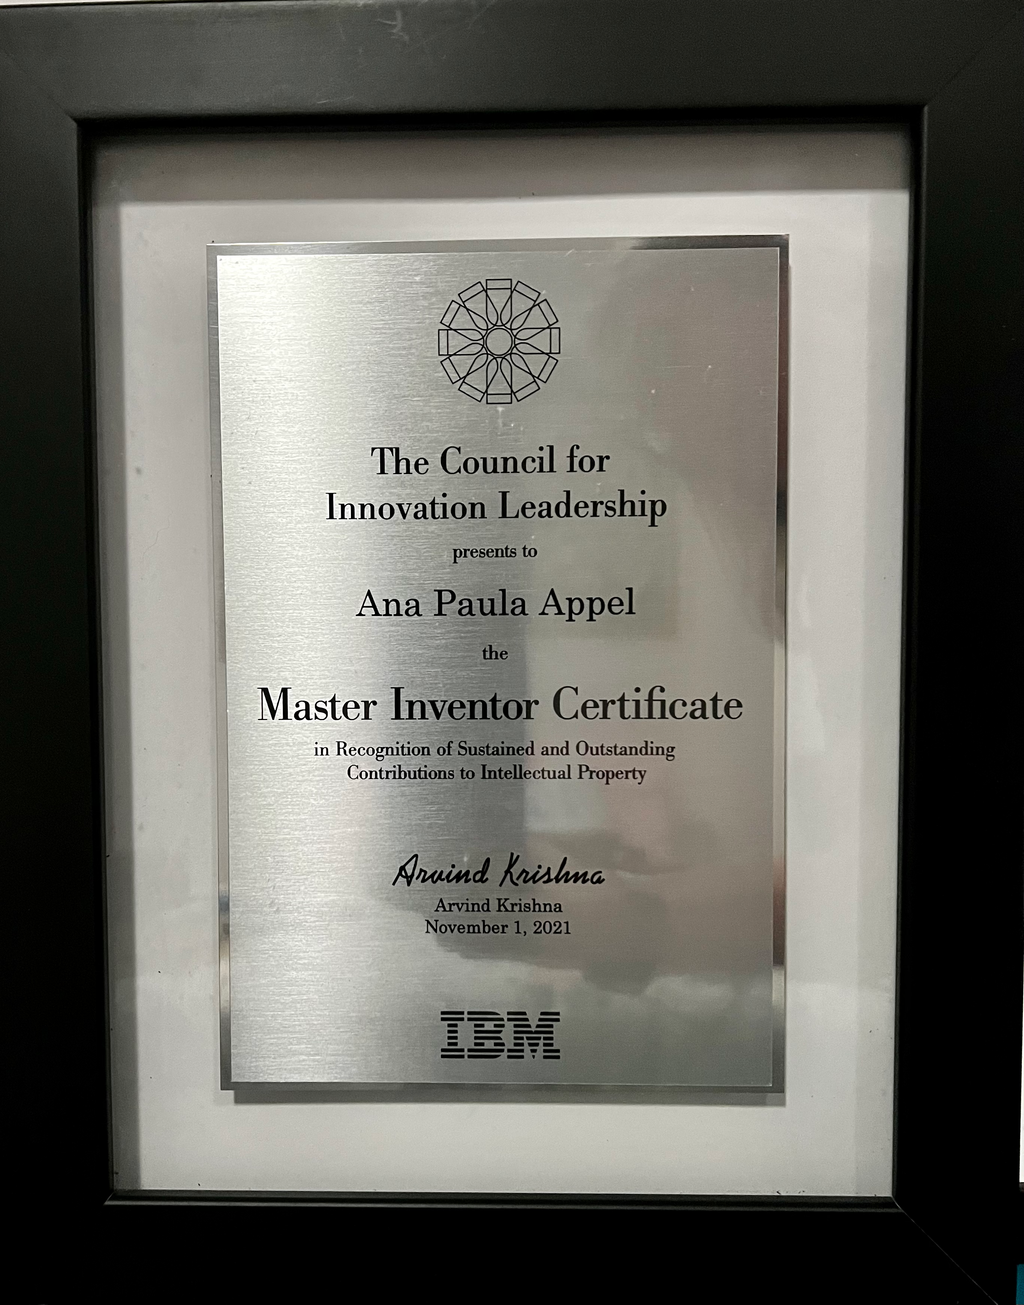 The Council for
Innovation Leadership
presents to
Ana Paula Appel
the
Master Inventor Certificate
in Recognition of Sustained and Outstanding
Contributions to Intellectual Property
Arvind Krishna
Arvind Krishna
November 1, 2021
IBM